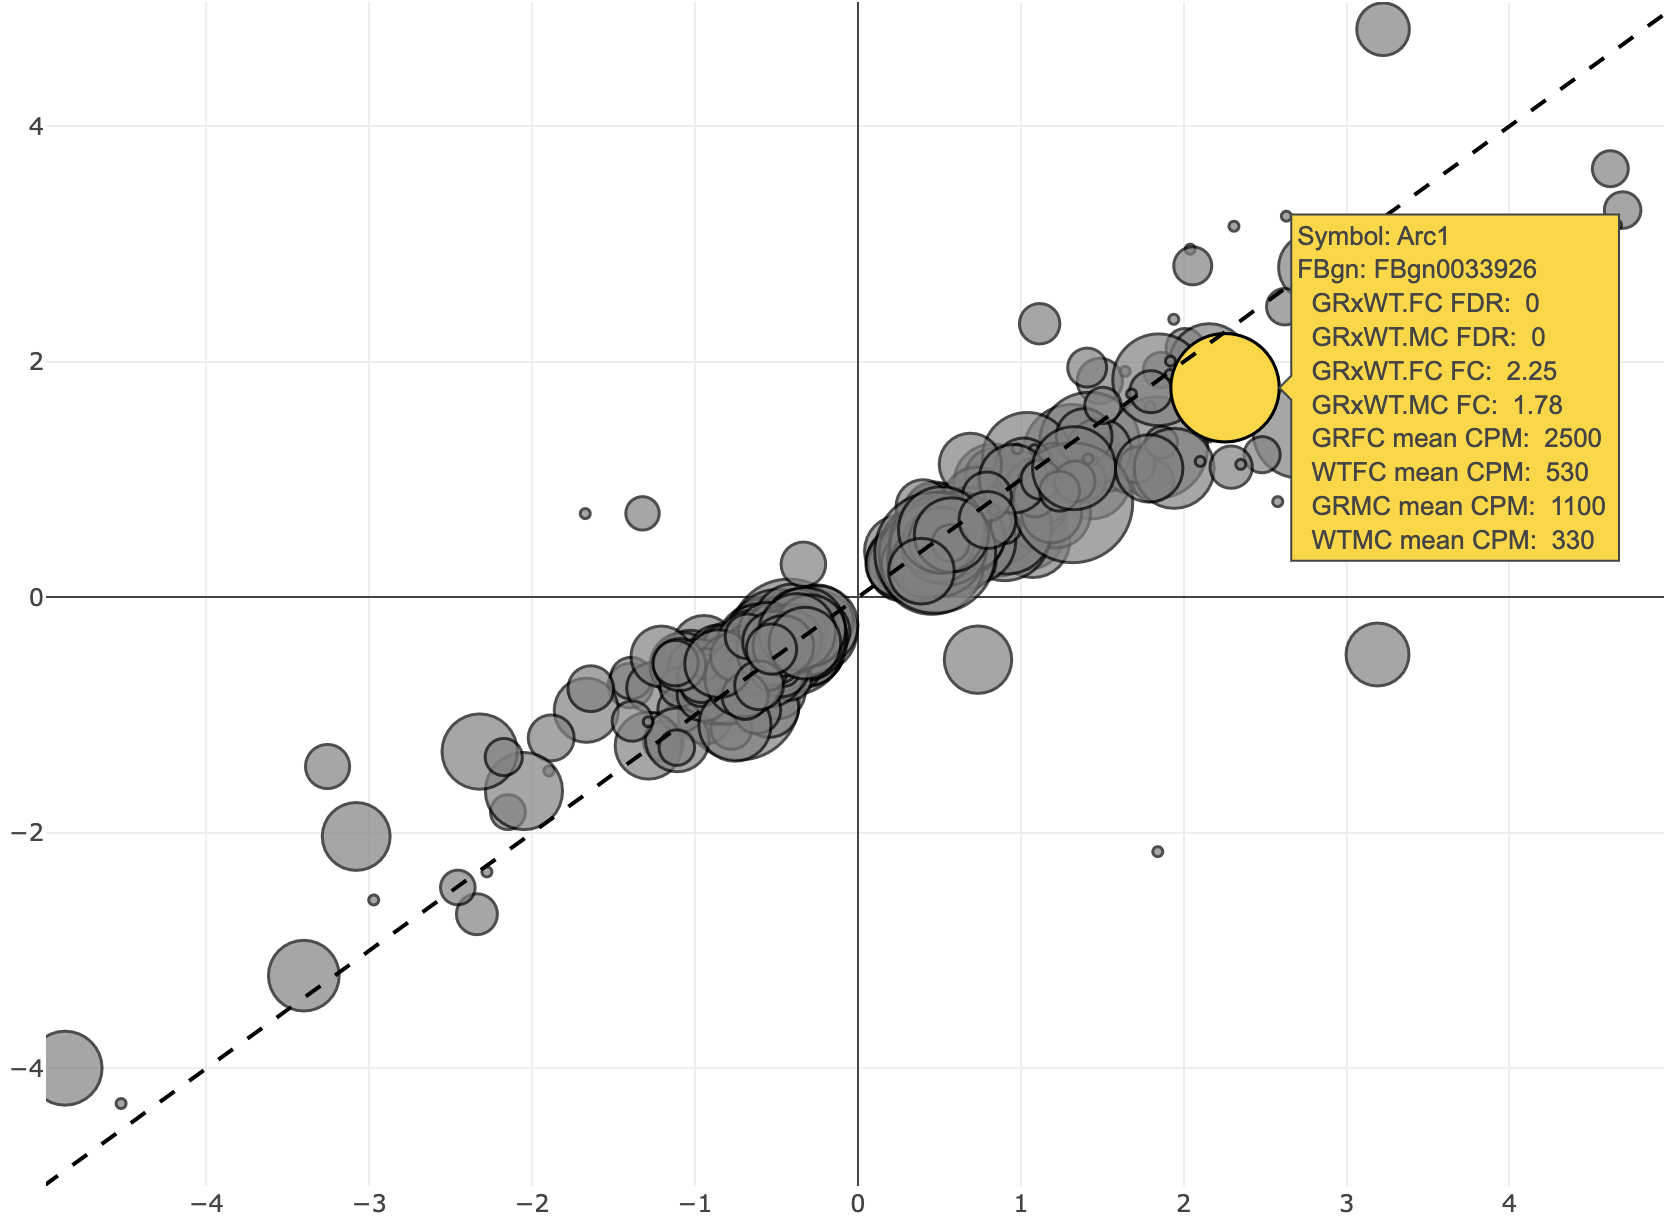 4
Symbol: Arc1
FBgn: FBgn0033926
GRxWT.FC FDR: 0
GRxWT.MC FDR: 0
2
GRxWT.FC FC: 2.25
GRxWT.MC FC: 1.78
GRFC mean CPM: 2500
WTFC mean CPM: 530
GRMC mean CPM: 1100
WTMC mean CPM: 330
0
−2
−4
−4 −3 −2 −1 0 1 2 3 4